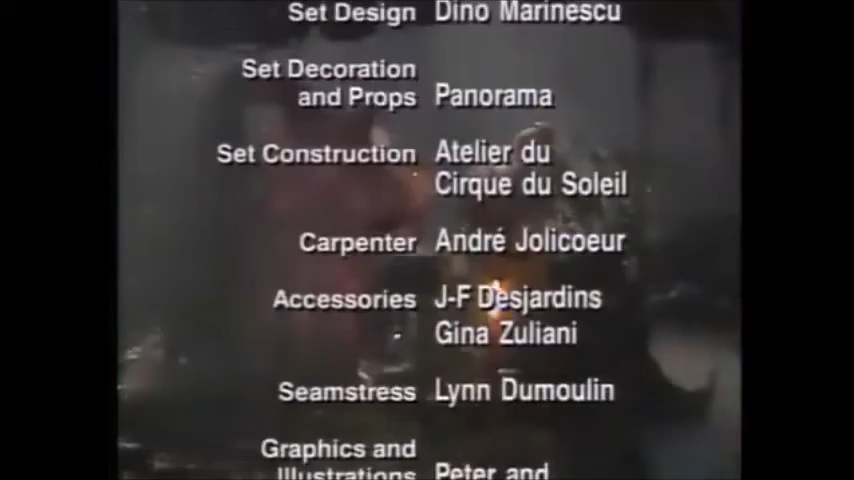 Set Design Dino Marinescu
Set Decoration
and Props Panorama
Set Construction Atelier du
Cirque du Soleil
Carpenter André Jolicoeur
Accessories J-F Desjardins
Gina Zuliani
Seamstress Lynn Dumoulin
Graphics and
Illustrations Peter and